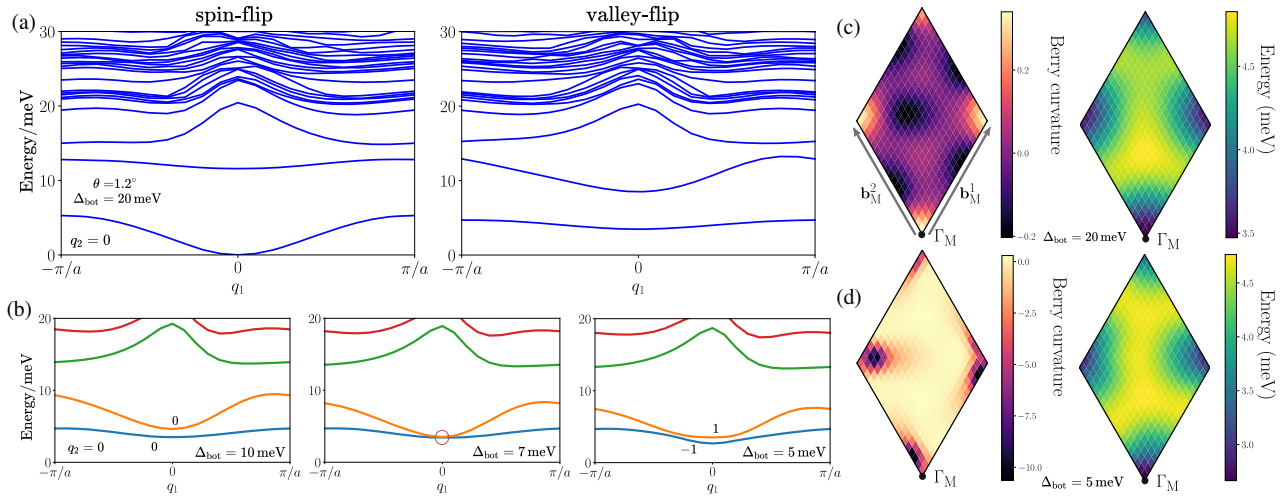 (a)
spin-flip
valley-flip
Energy/meV
30
20
10
0
θ =1.2°
Δbot = 20 meV
q2 = 0
−π/a
0
π/a
q1
30
20
10
0
−π/a
0
π/a
q1
(b)
Energy/meV
20
10
0
0
0
q2 = 0
Δbot = 10 meV
−π/a
0
π/a
q1
20
10
0
Δbot = 7 meV
−π/a
0
π/a
q1
20
10
0
1
−1
Δbot = 5 meV
−π/a
0
π/a
q1
(c)
b²M
b¹M
ΓM
0.2
0.0
−0.2
Berry curvature
Δbot = 20 meV
ΓM
4.5
4.0
3.5
Energy (meV)
(d)
ΓM
0.0
−2.5
−5.0
−7.5
−10.0
Berry curvature
Δbot = 5 meV
ΓM
4.5
4.0
3.5
3.0
Energy (meV)